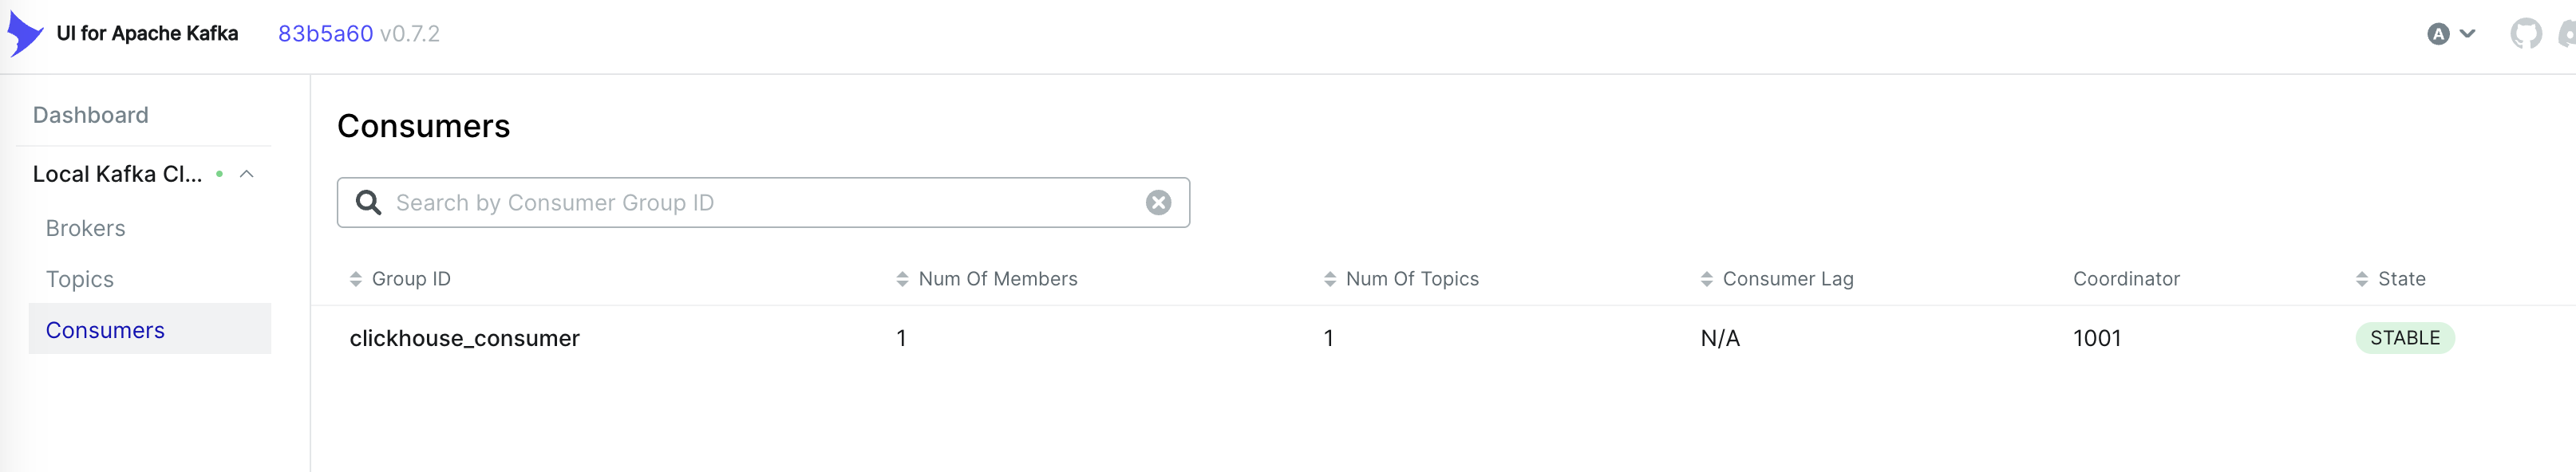 UI for Apache Kafka 83b5a60 v0.7.2 A
Dashboard
Local Kafka Cl...
Brokers
Topics
Consumers
Consumers
Search by Consumer Group ID
Group ID Num Of Members Num Of Topics Consumer Lag Coordinator State
clickhouse_consumer 1 1 N/A 1001 STABLE